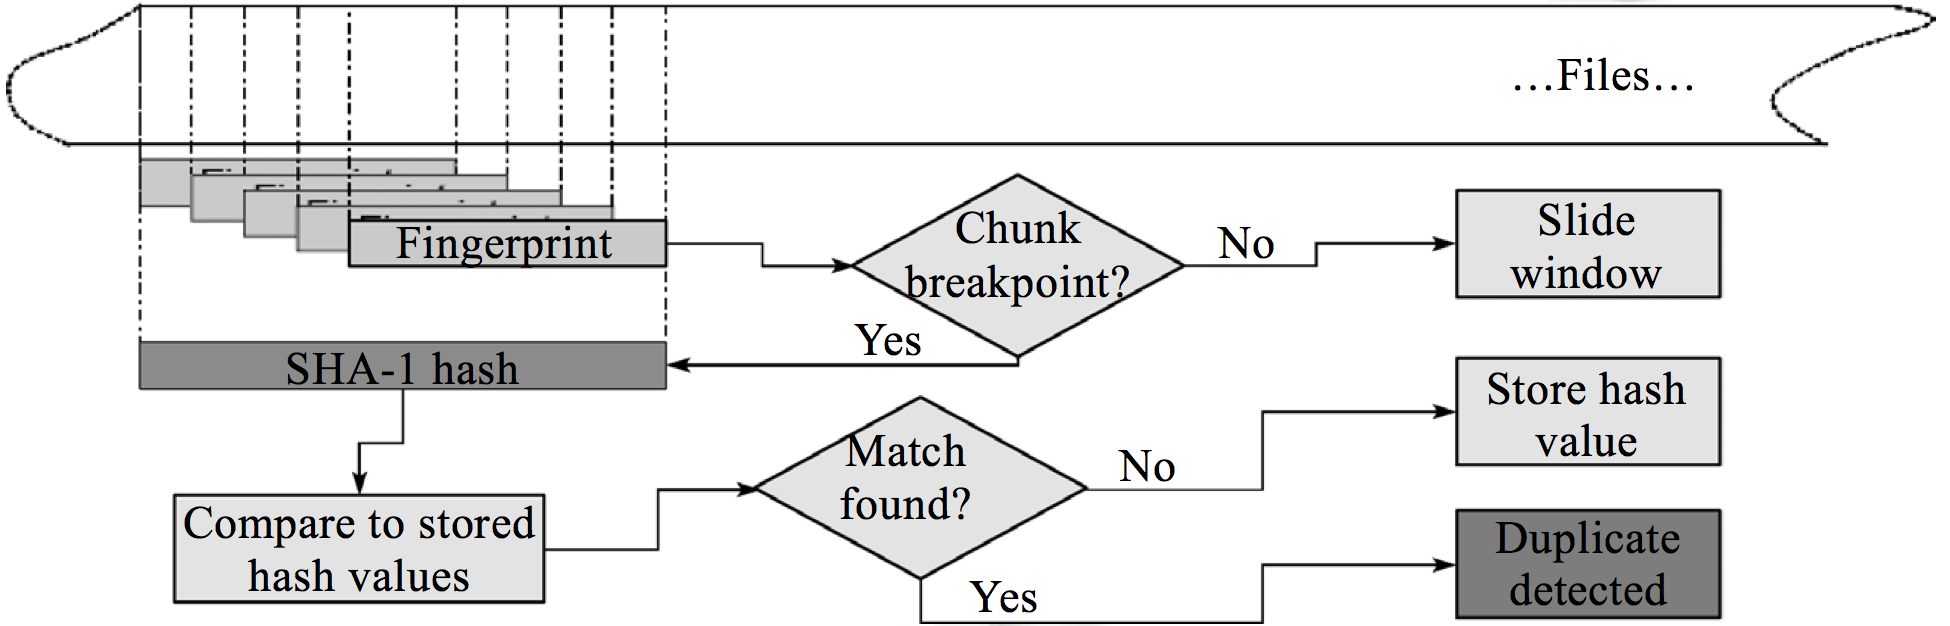 …Files…
Fingerprint
Chunk
breakpoint?
No
Slide
window
Yes
SHA-1 hash
Store hash
value
Match
found?
No
Compare to stored
hash values
Yes
Duplicate
detected